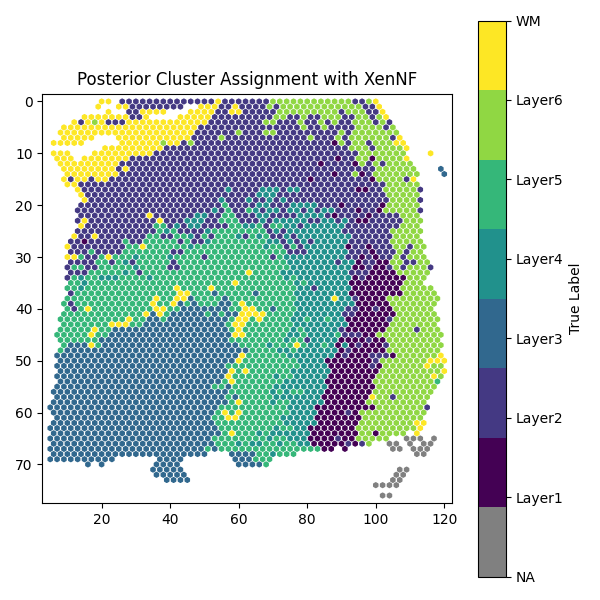 Posterior Cluster Assignment with XenNF
0
10
20
30
40
50
60
70
20
40
60
80
100
120
WM
Layer6
Layer5
Layer4
Layer3
Layer2
Layer1
NA
True Label